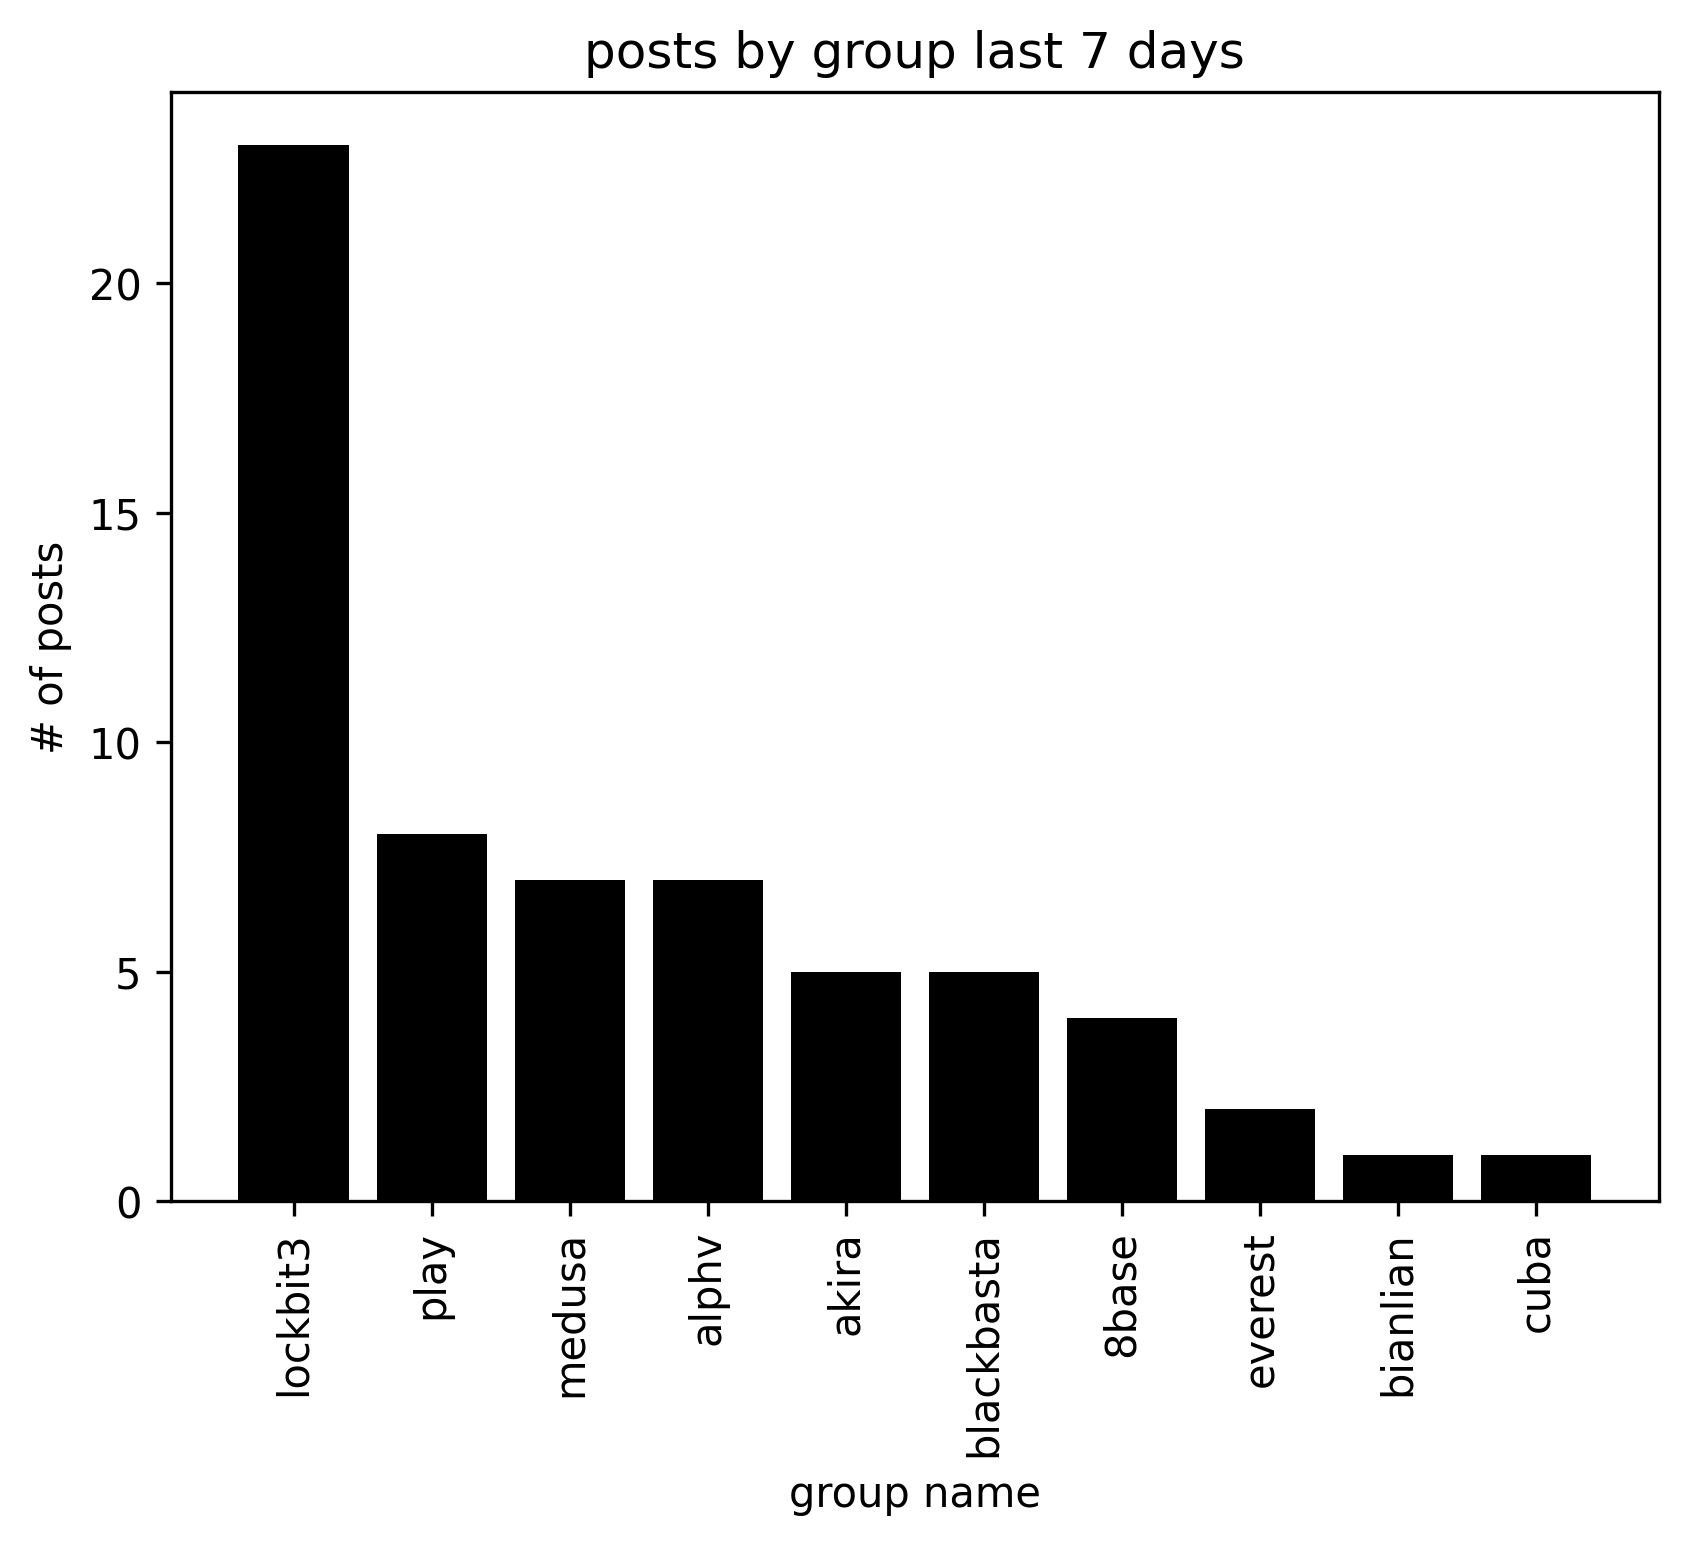 posts by group last 7 days
# of posts
20
15
10
5
0
lockbit3
play
medusa
alphv
akira
blackbasta
8base
everest
bianlian
cuba
group name